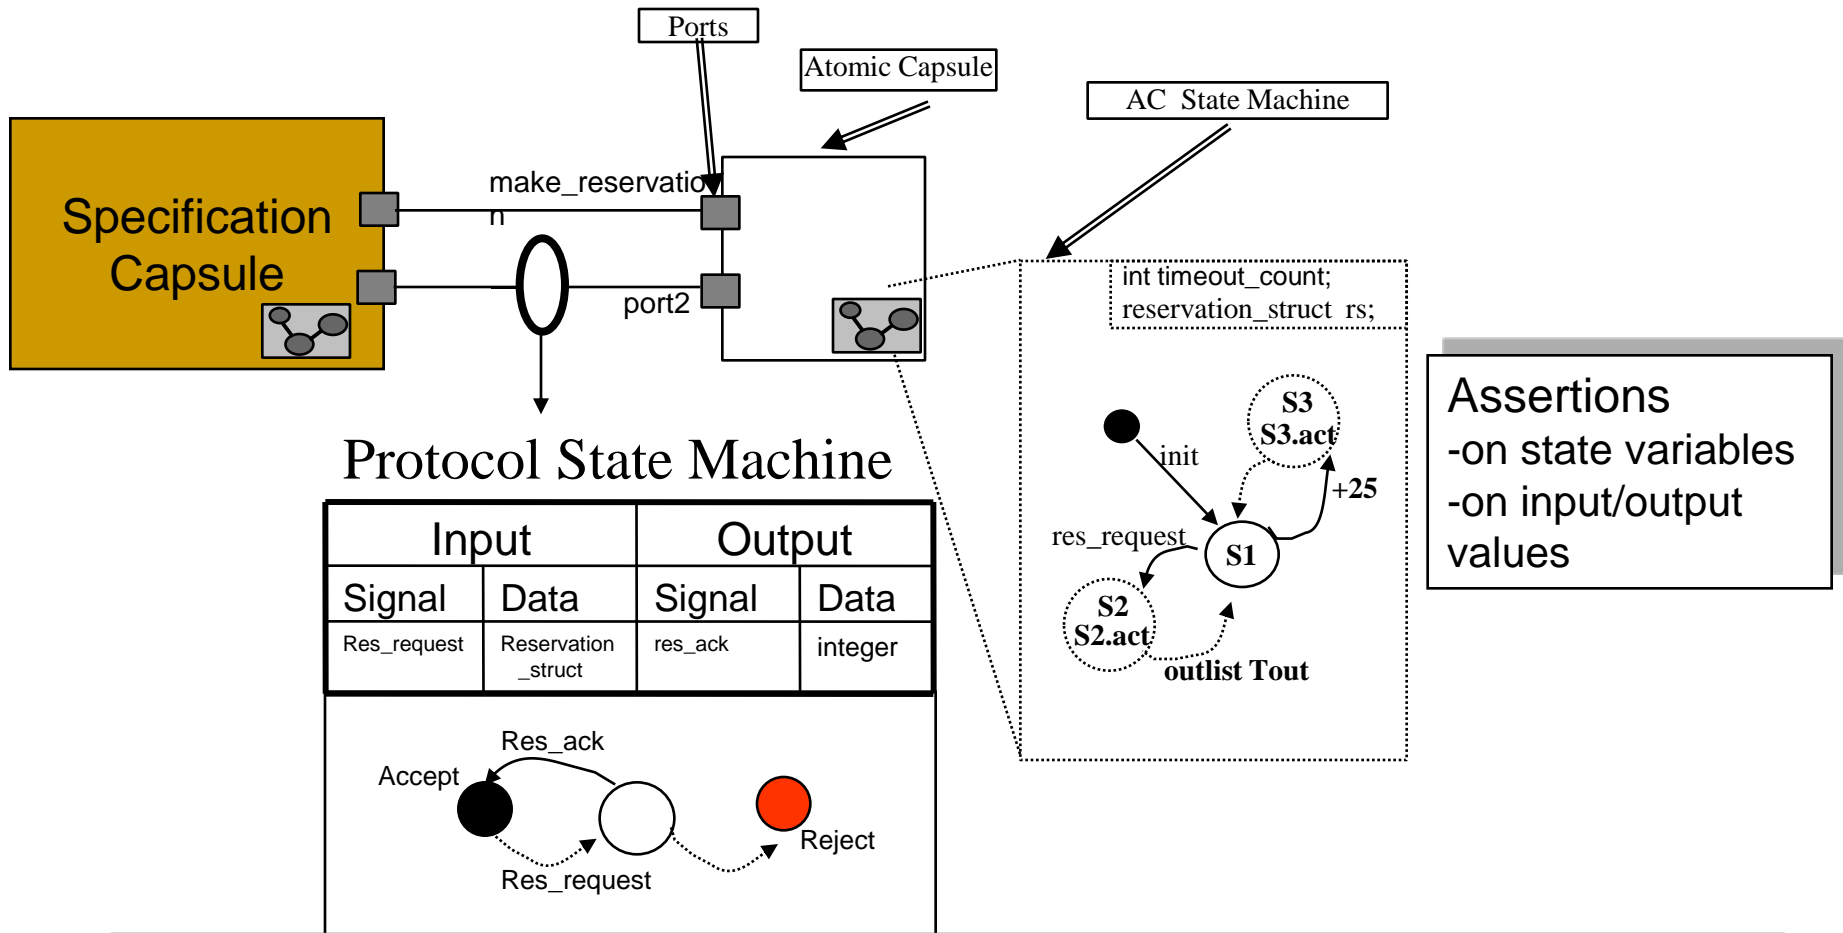 Ports
Atomic Capsule
AC State Machine
Specification
Capsule
make_reservatio
n
port2
int timeout_count;
reservation_struct rs;
init
S3
S3.act
+25
res_request
S1
S2
S2.act
outlist Tout
Assertions
-on state variables
-on input/output
values
Protocol State Machine
Input Output
Signal Data Signal Data
Res_request Reservation res_ack integer
_struct
Res_ack
Accept
Reject
Res_request